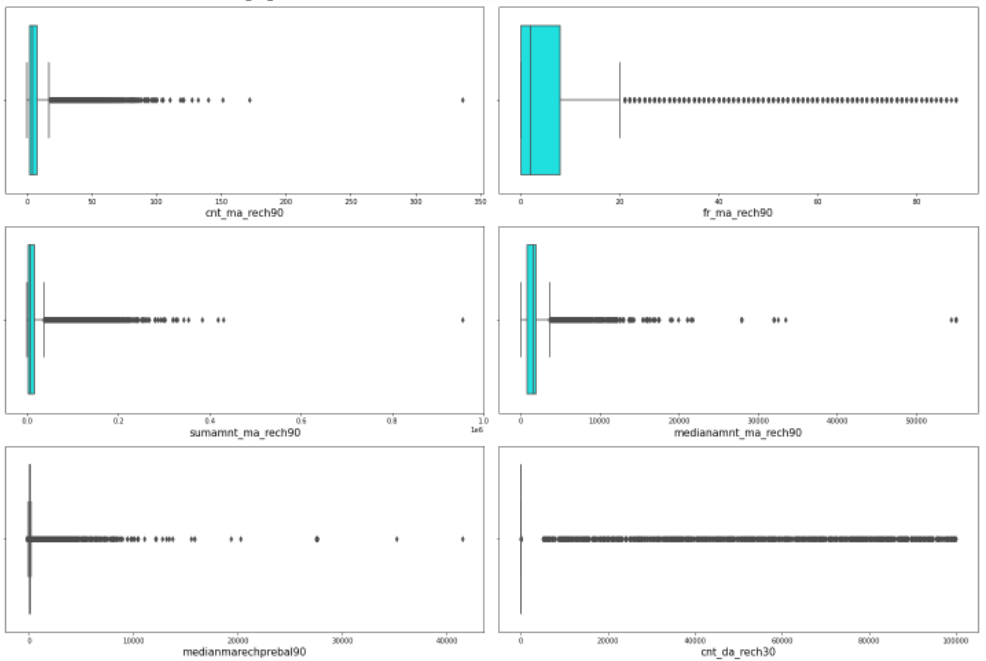 0 50 100 150 200 250 300 350
cnt_ma_rech90
0 20 40 60 80
fr_ma_rech90
0.0 0.2 0.4 0.6 0.8 1.0
1e6
sumamnt_ma_rech90
0 10000 20000 30000 40000 50000
medianamnt_ma_rech90
0 10000 20000 30000 40000
medianmarechprebal90
0 20000 40000 60000 80000 100000
cnt_da_rech30